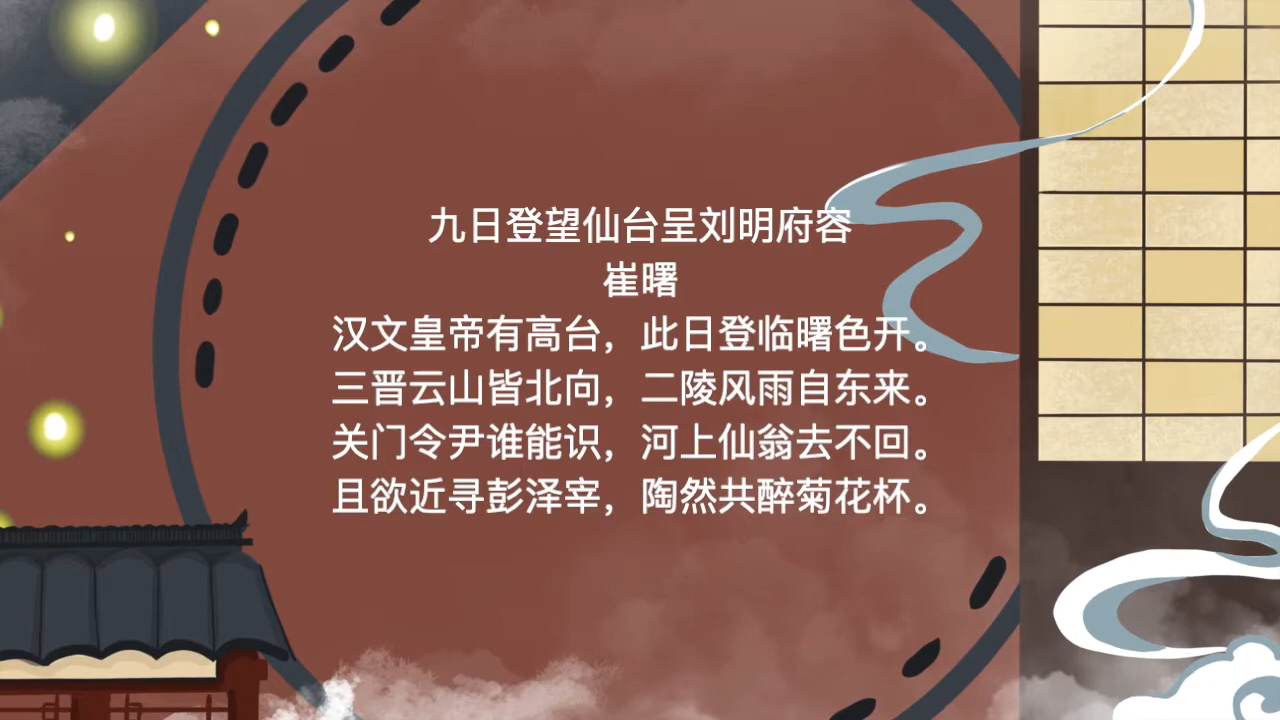 九日登望仙台呈刘明府容
崔曙
汉文皇帝有高台，此日登临曙色开。
三晋云山皆北向，二陵风雨自东来。
关门令尹谁能识，河上仙翁去不回。
且欲近寻彭泽宰，陶然共醉菊花杯。